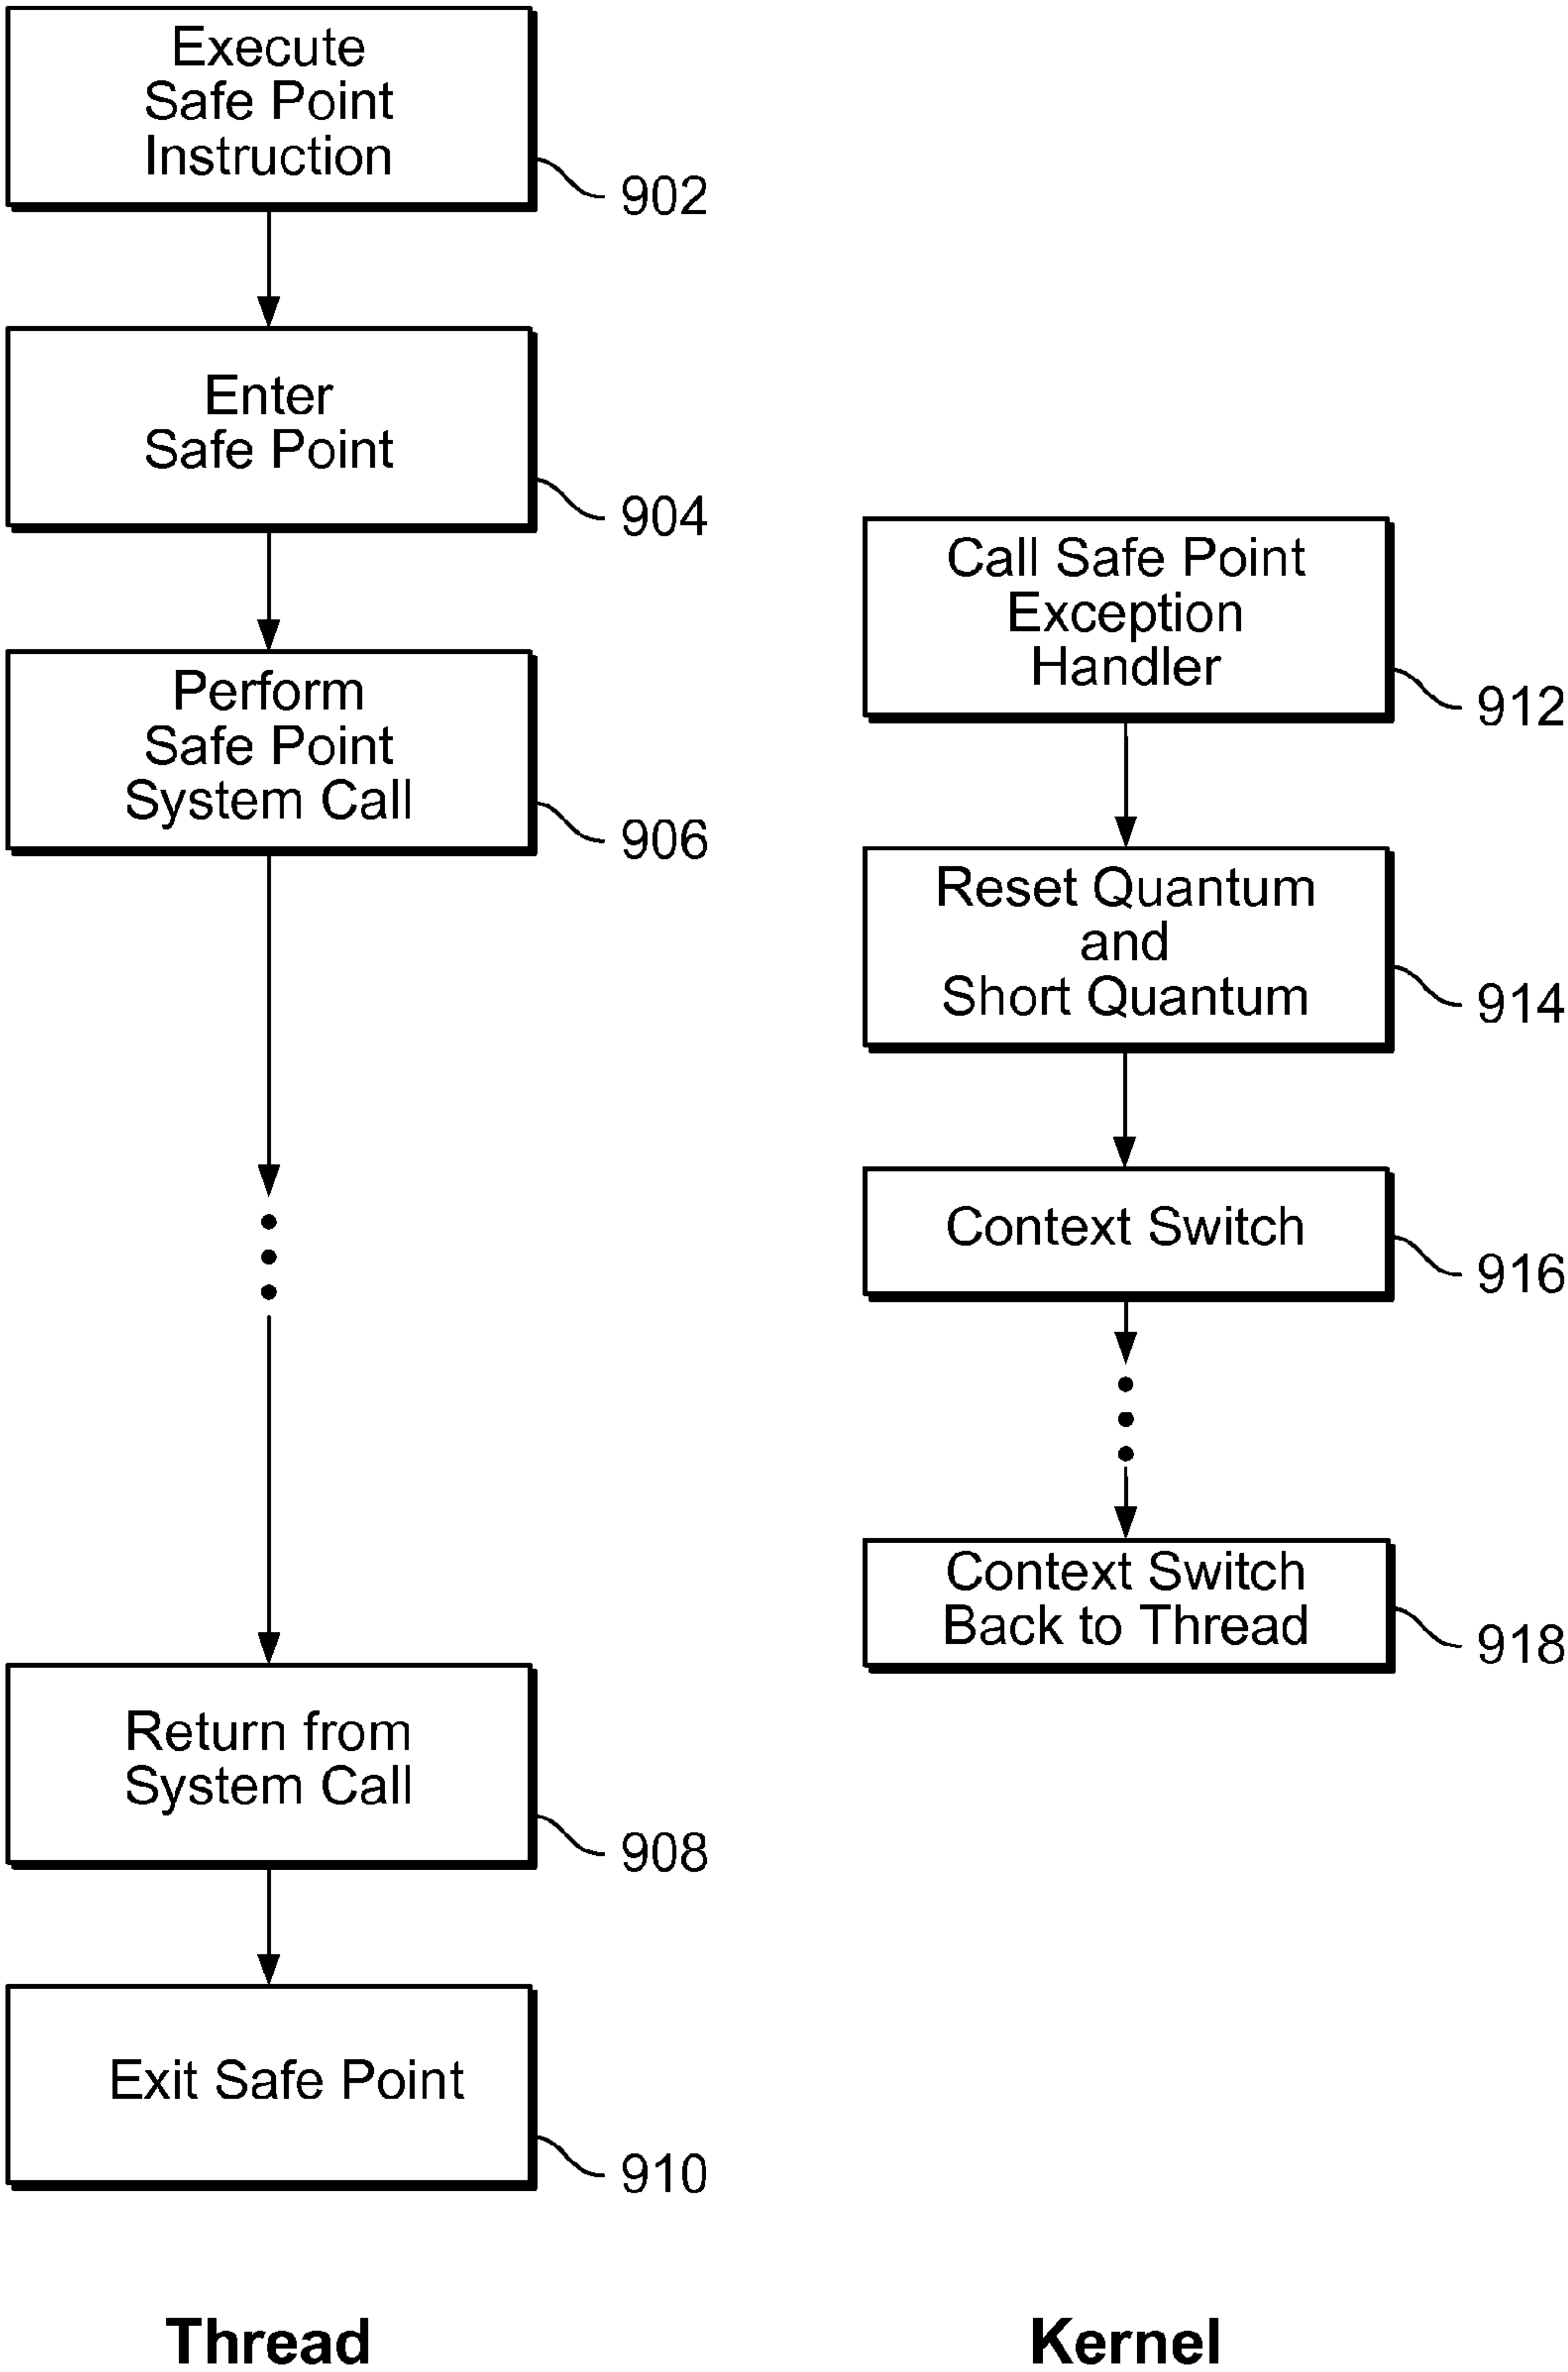 Execute
Safe Point
Instruction
902
Enter
Safe Point
904
Perform
Safe Point
System Call
906
Return from
System Call
908
Exit Safe Point
910
Thread
Call Safe Point
Exception
Handler
912
Reset Quantum
and
Short Quantum
914
Context Switch
916
Context Switch
Back to Thread
918
Kernel